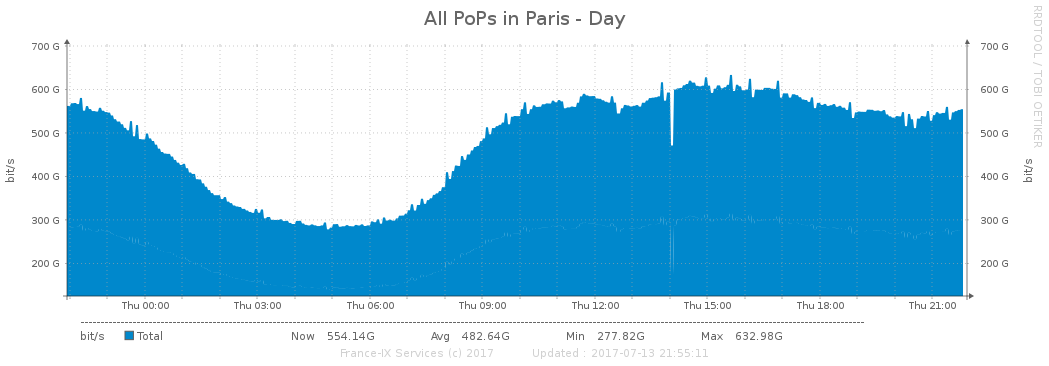 All PoPs in Paris - Day
RRDTOOL / TOBI OETIKER
700 G 700 G
600 G 600 G
500 G 500 G
400 G 400 G
300 G 300 G
200 G 200 G
bit/s
bit/s
Thu 00:00 Thu 03:00 Thu 06:00 Thu 09:00 Thu 12:00 Thu 15:00 Thu 18:00 Thu 21:00
bit/s Total Now 554.14G Avg 482.64G Min 277.82G Max 632.98G
France-IX Services (c) 2017 Updated : 2017-07-13 21:55:11